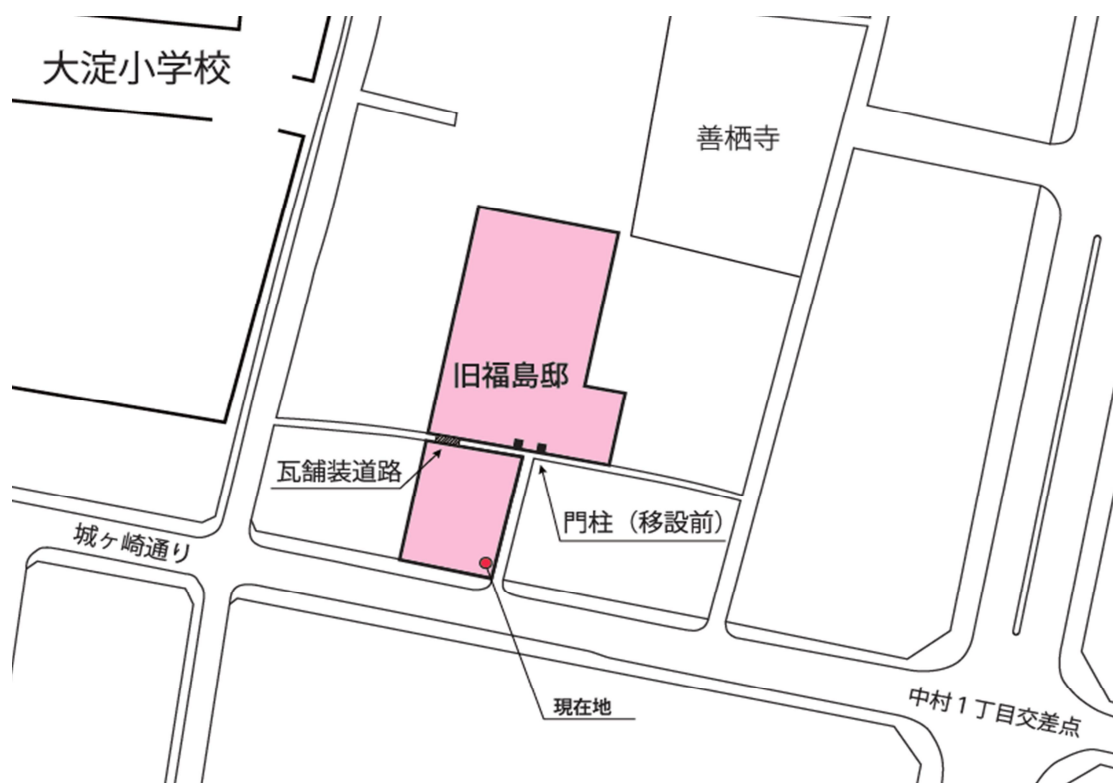 大淀小学校
善栖寺
旧福島邸
瓦舗装道路
門柱（移設前）
城ヶ崎通り
現在地
中村１丁目交差点